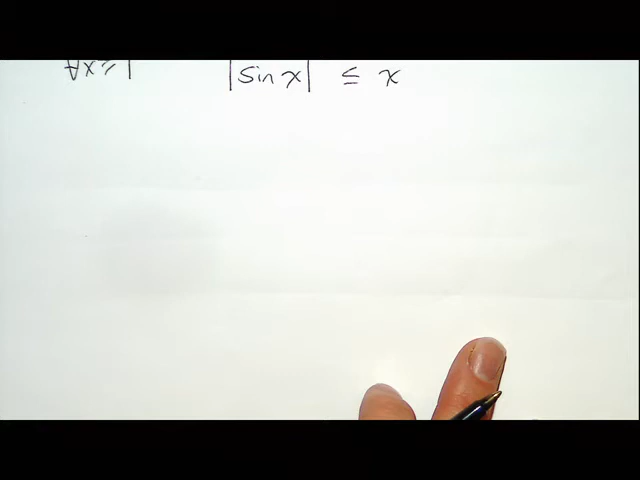 ∀x≥1 |sin x| ≤ x